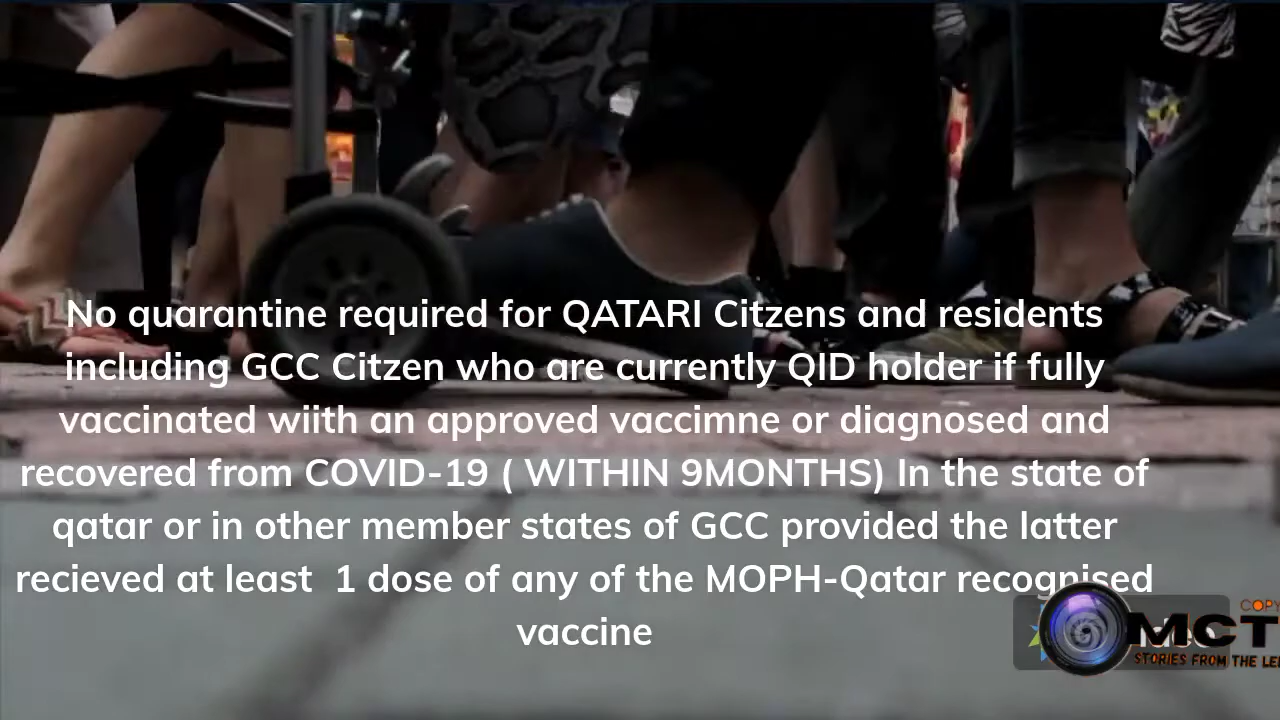 No quarantine required for QATARI Citzens and residents
including GCC Citzen who are currently QID holder if fully
vaccinated wiith an approved vaccimne or diagnosed and
recovered from COVID-19 ( WITHIN 9MONTHS) In the state of
qatar or in other member states of GCC provided the latter
recieved at least  1 dose of any of the MOPH-Qatar recognised
vaccine
COPY
MCT
STORIES FROM THE LE